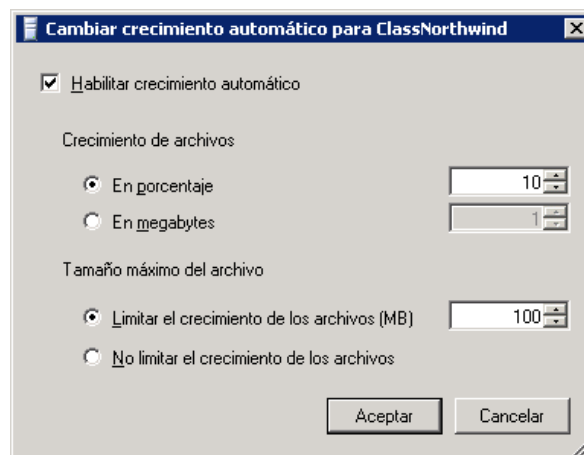 Cambiar crecimiento automático para ClassNorthwind
Habilitar crecimiento automático
Crecimiento de archivos
En porcentaje 10
En megabytes 1
Tamaño máximo del archivo
Limitar el crecimiento de los archivos (MB) 100
No limitar el crecimiento de los archivos
Aceptar Cancelar